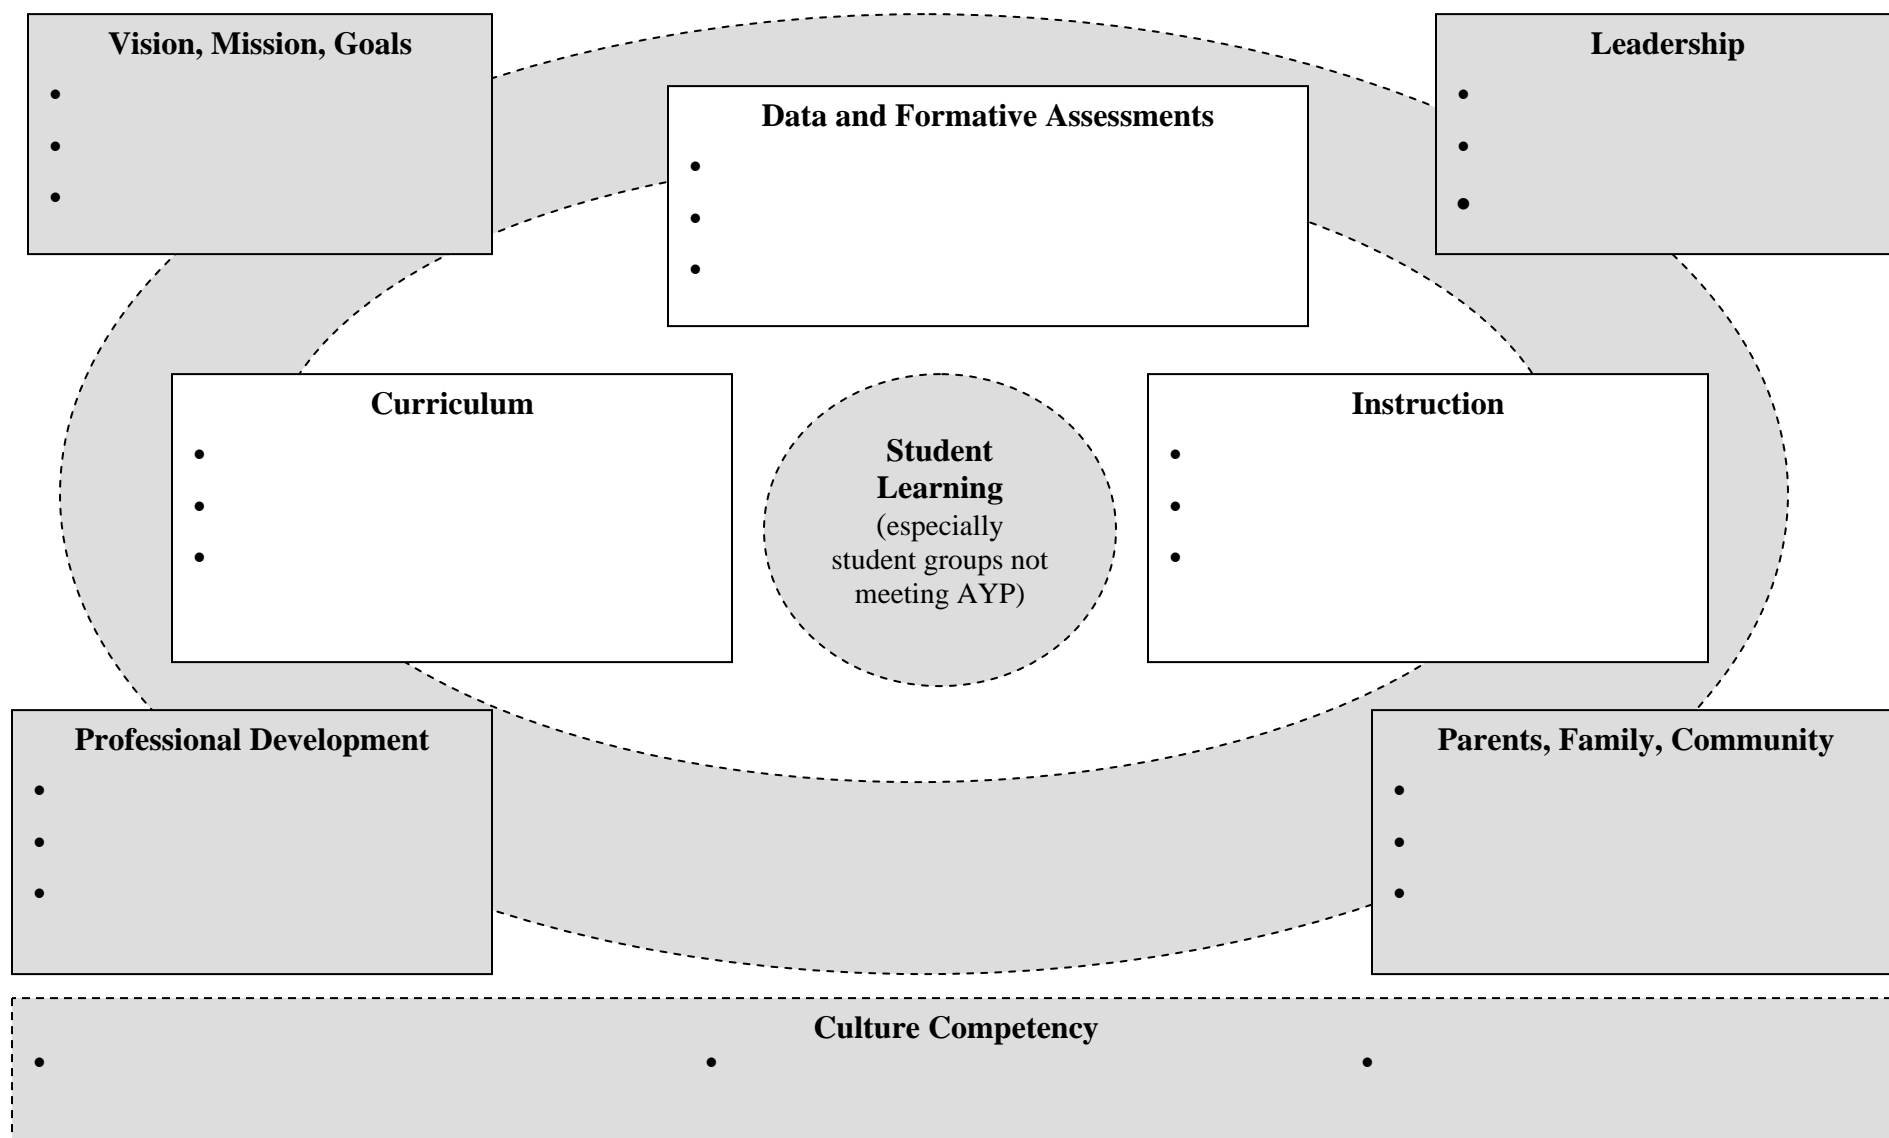 Vision, Mission, Goals
•
•
•
Leadership
•
•
•
Data and Formative Assessments
•
•
•
Curriculum
•
•
•
Student
Learning
(especially
student groups not
meeting AYP)
Instruction
•
•
•
Professional Development
•
•
•
Parents, Family, Community
•
•
•
Culture Competency
• • •